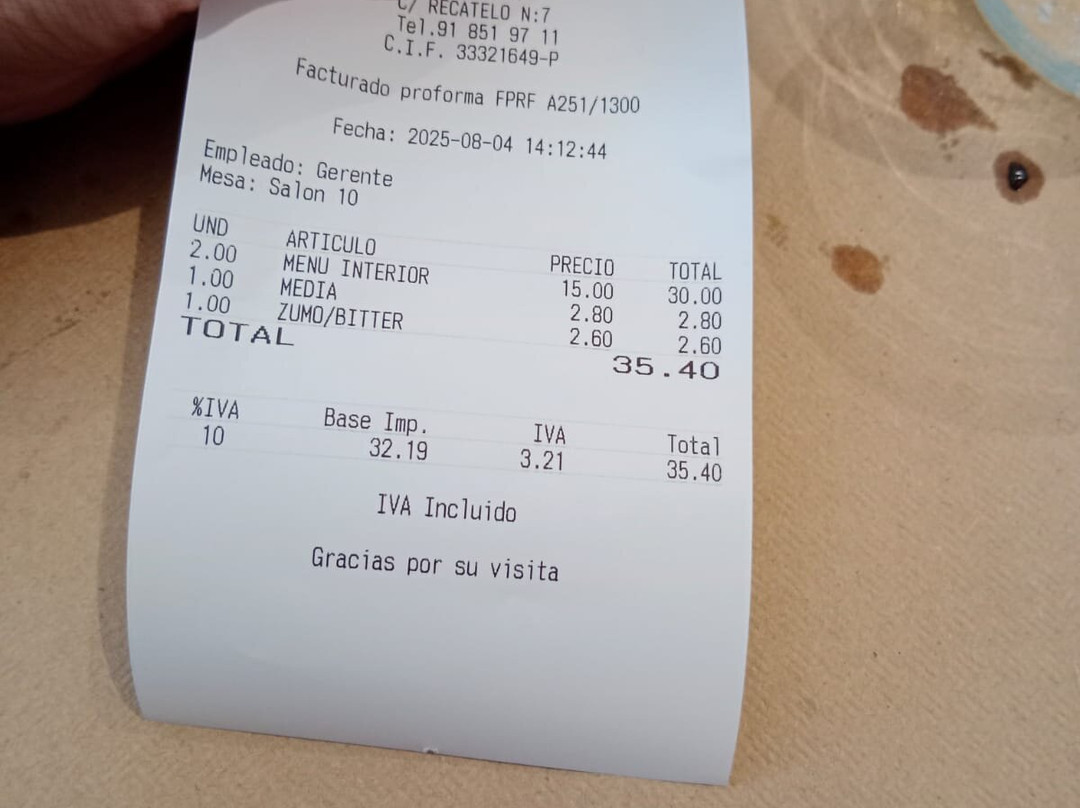 C/ RECATELO N:7
Tel.91 851 97 11
C.I.F. 33321649-P
Facturado proforma FPRF A251/1300
Fecha: 2025-08-04 14:12:44
Empleado: Gerente
Mesa: Salon 10
UND ARTICULO PRECIO TOTAL
2.00 MENU INTERIOR 15.00 30.00
1.00 MEDIA 2.80 2.80
1.00 ZUMO/BITTER 2.60 2.60
TOTAL 35.40
%IVA Base Imp. IVA Total
10 32.19 3.21 35.40
IVA Incluido
Gracias por su visita